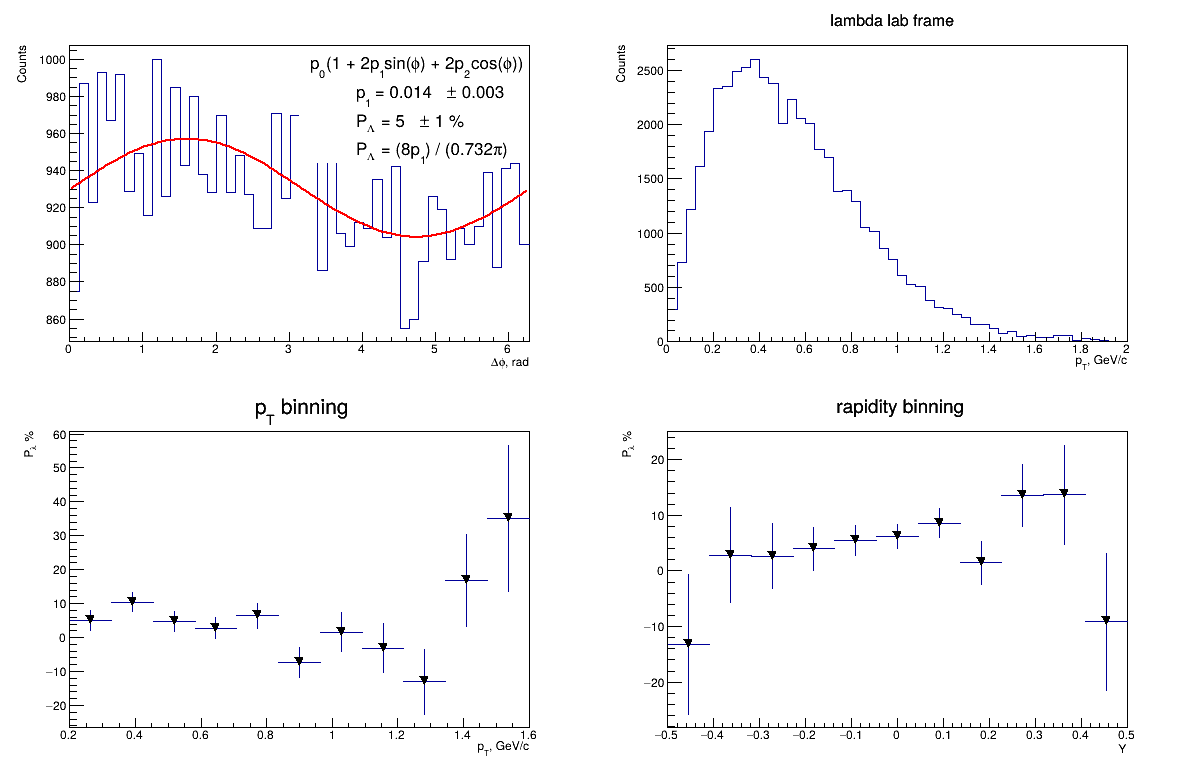 Counts
1000
980
960
940
920
900
880
860
p0(1 + 2p1sin(ϕ) + 2p2cos(ϕ))
p1 = 0.014 ± 0.003
PΛ = 5 ± 1 %
PΛ = (8p1) / (0.732π)
0 1 2 3 4 5 6
Δϕ, rad
lambda lab frame
Counts
2500
2000
1500
1000
500
0
0 0.2 0.4 0.6 0.8 1 1.2 1.4 1.6 1.8 2
pT, GeV/c
pT binning
Pλ %
60
50
40
30
20
10
0
−10
−20
0.2 0.4 0.6 0.8 1 1.2 1.4 1.6
pT, GeV/c
rapidity binning
Pλ %
20
10
0
−10
−20
−0.5 −0.4 −0.3 −0.2 −0.1 0 0.1 0.2 0.3 0.4 0.5
Y